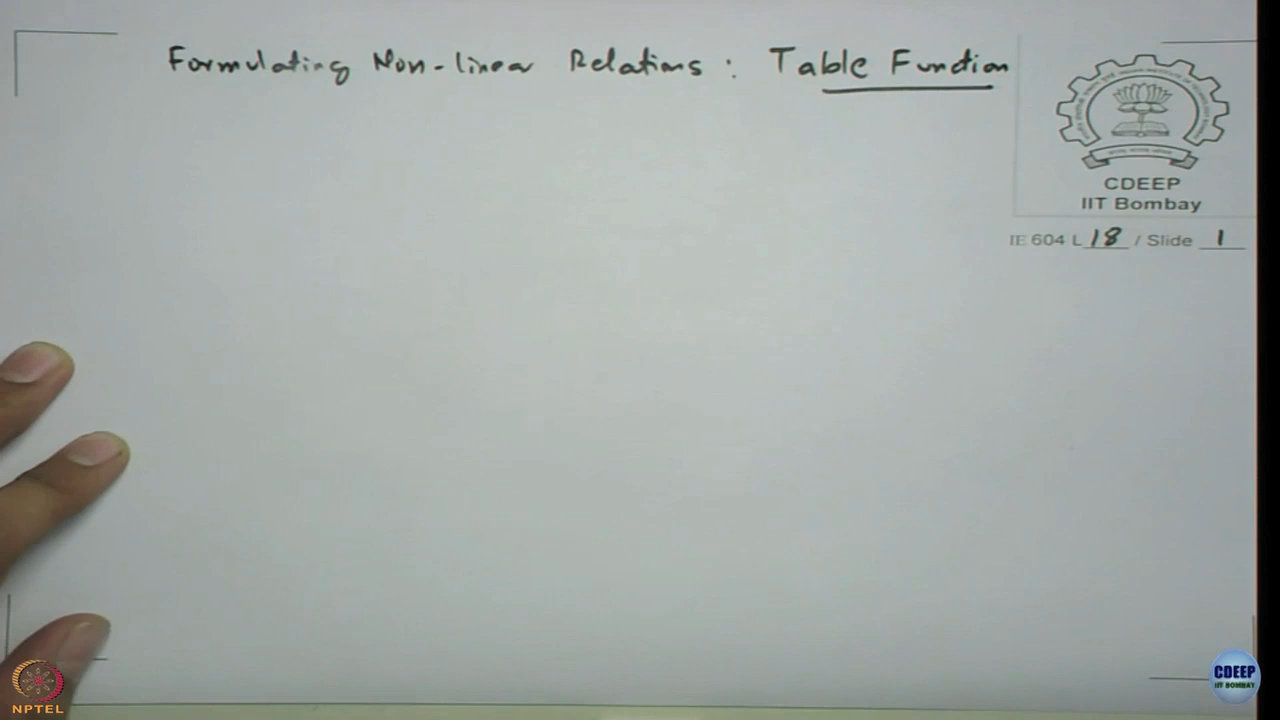 Formulating Non-linear Relations : Table Function
CDEEP
IIT Bombay
IE 604 L 18 / Slide 1
NPTEL
CDEEP
IIT BOMBAY